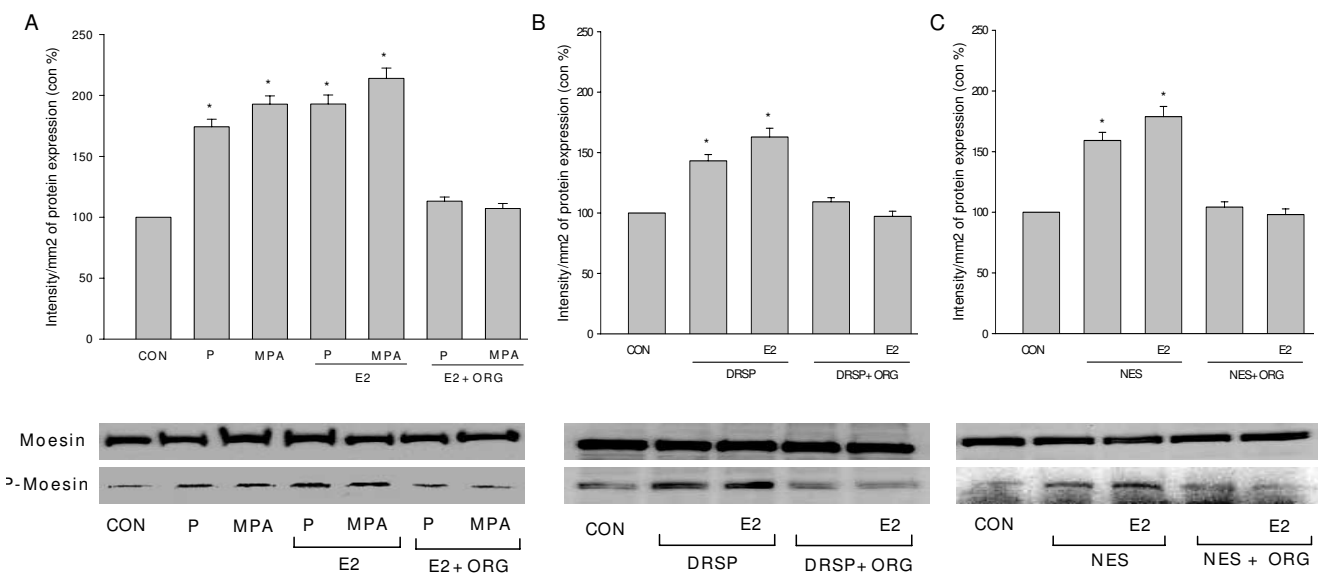 A
Intensity/mm2 of protein expression (con %)
250
200
150
100
50
0
*
*
*
*
CON P MPA P MPA P MPA
E2 E2+ORG
B
Intensity/mm2 of protein expression (con %)
250
200
150
100
50
0
*
*
CON E2 E2
DRSP DRSP+ORG
C
Intensity/mm2 of protein expression (con %)
250
200
150
100
50
0
*
*
CON E2 E2
NES NES+ORG
Moesin
P-Moesin
CON P MPA P MPA P MPA
E2 E2+ORG
CON E2 E2
DRSP DRSP+ORG
CON E2 E2
NES NES + ORG